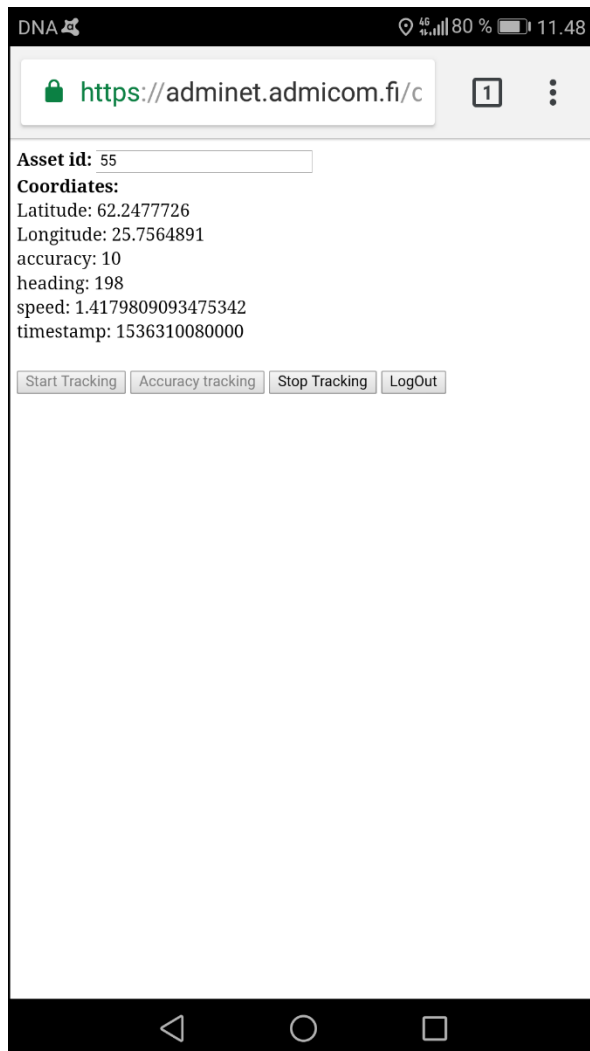 DNA 4G 80 % 11.48
https://adminet.admicom.fi/c 1
Asset id: 55
Coordiates:
Latitude: 62.2477726
Longitude: 25.7564891
accuracy: 10
heading: 198
speed: 1.4179809093475342
timestamp: 1536310080000
Start Tracking Accuracy tracking Stop Tracking LogOut